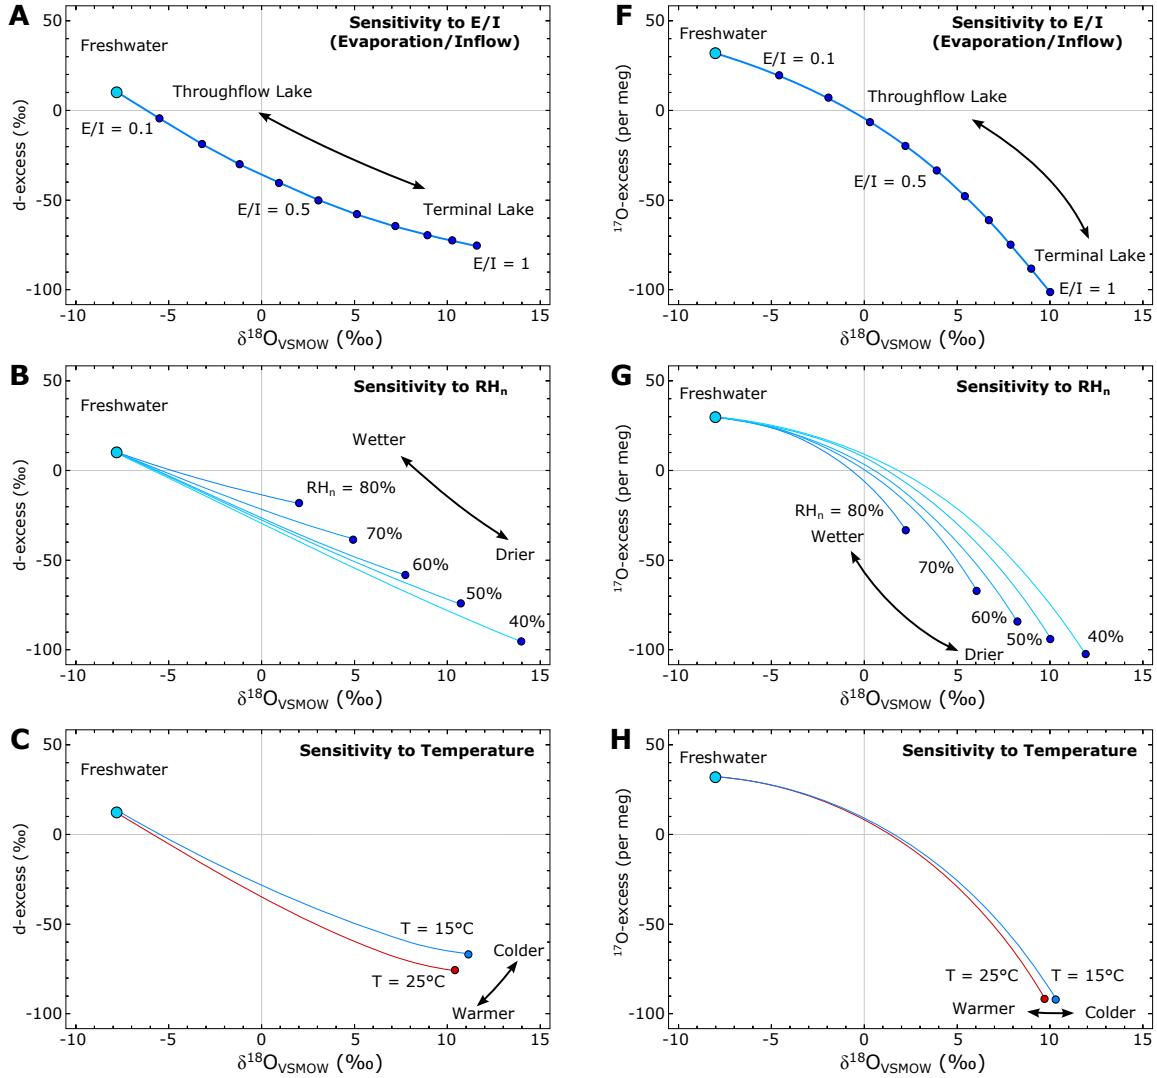 A
Sensitivity to E/I
(Evaporation/Inflow)
Freshwater
Throughflow Lake
E/I = 0.1
E/I = 0.5
Terminal Lake
E/I = 1
50
0
-50
-100
d-excess (‰)
-10
-5
0
5
10
15
δ¹⁸O_VSMOW (‰)
F
Sensitivity to E/I
(Evaporation/Inflow)
Freshwater
E/I = 0.1
Throughflow Lake
E/I = 0.5
Terminal Lake
E/I = 1
50
0
-50
-100
¹⁷O-excess (per meg)
-10
-5
0
5
10
15
δ¹⁸O_VSMOW (‰)
B
Sensitivity to RHₙ
Freshwater
Wetter
RHₙ = 80%
70%
Drier
60%
50%
40%
50
0
-50
-100
d-excess (‰)
-10
-5
0
5
10
15
δ¹⁸O_VSMOW (‰)
G
Sensitivity to RHₙ
Freshwater
RHₙ = 80%
Wetter
70%
60%
50%
40%
Drier
50
0
-50
-100
¹⁷O-excess (per meg)
-10
-5
0
5
10
15
δ¹⁸O_VSMOW (‰)
C
Sensitivity to Temperature
Freshwater
T = 15°C
Colder
T = 25°C
Warmer
50
0
-50
-100
d-excess (‰)
-10
-5
0
5
10
15
δ¹⁸O_VSMOW (‰)
H
Sensitivity to Temperature
Freshwater
T = 25°C
T = 15°C
Warmer
Colder
50
0
-50
-100
¹⁷O-excess (per meg)
-10
-5
0
5
10
15
δ¹⁸O_VSMOW (‰)